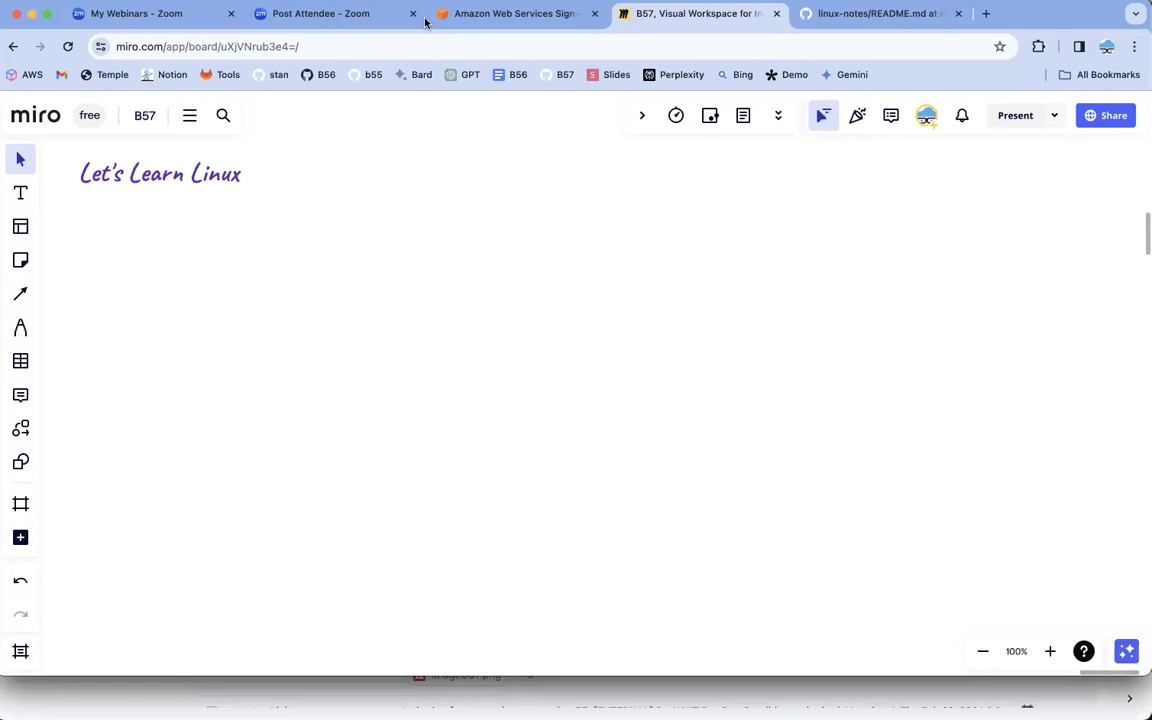 My Webinars - Zoom
Post Attendee - Zoom
Amazon Web Services Sign-
B57, Visual Workspace for In
linux-notes/README.md at
miro.com/app/board/uXjVNrub3e4=/
AWS
Temple
Notion
Tools
stan
B56
b55
Bard
GPT
B56
B57
Slides
Perplexity
Bing
Demo
Gemini
All Bookmarks
miro
free
B57
Present
Share
Let's Learn Linux
100%